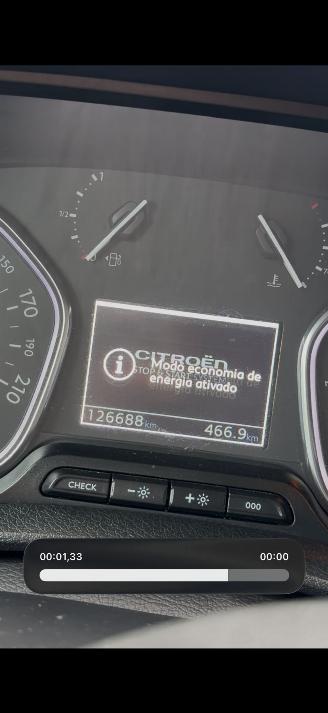 1
1/2
150
170
190
210
CITROËN
STOP & START SYSTEM
Modo economia de
energia ativado
126688 km
466.9 km
CHECK
-
+
000
00:01,33
00:00